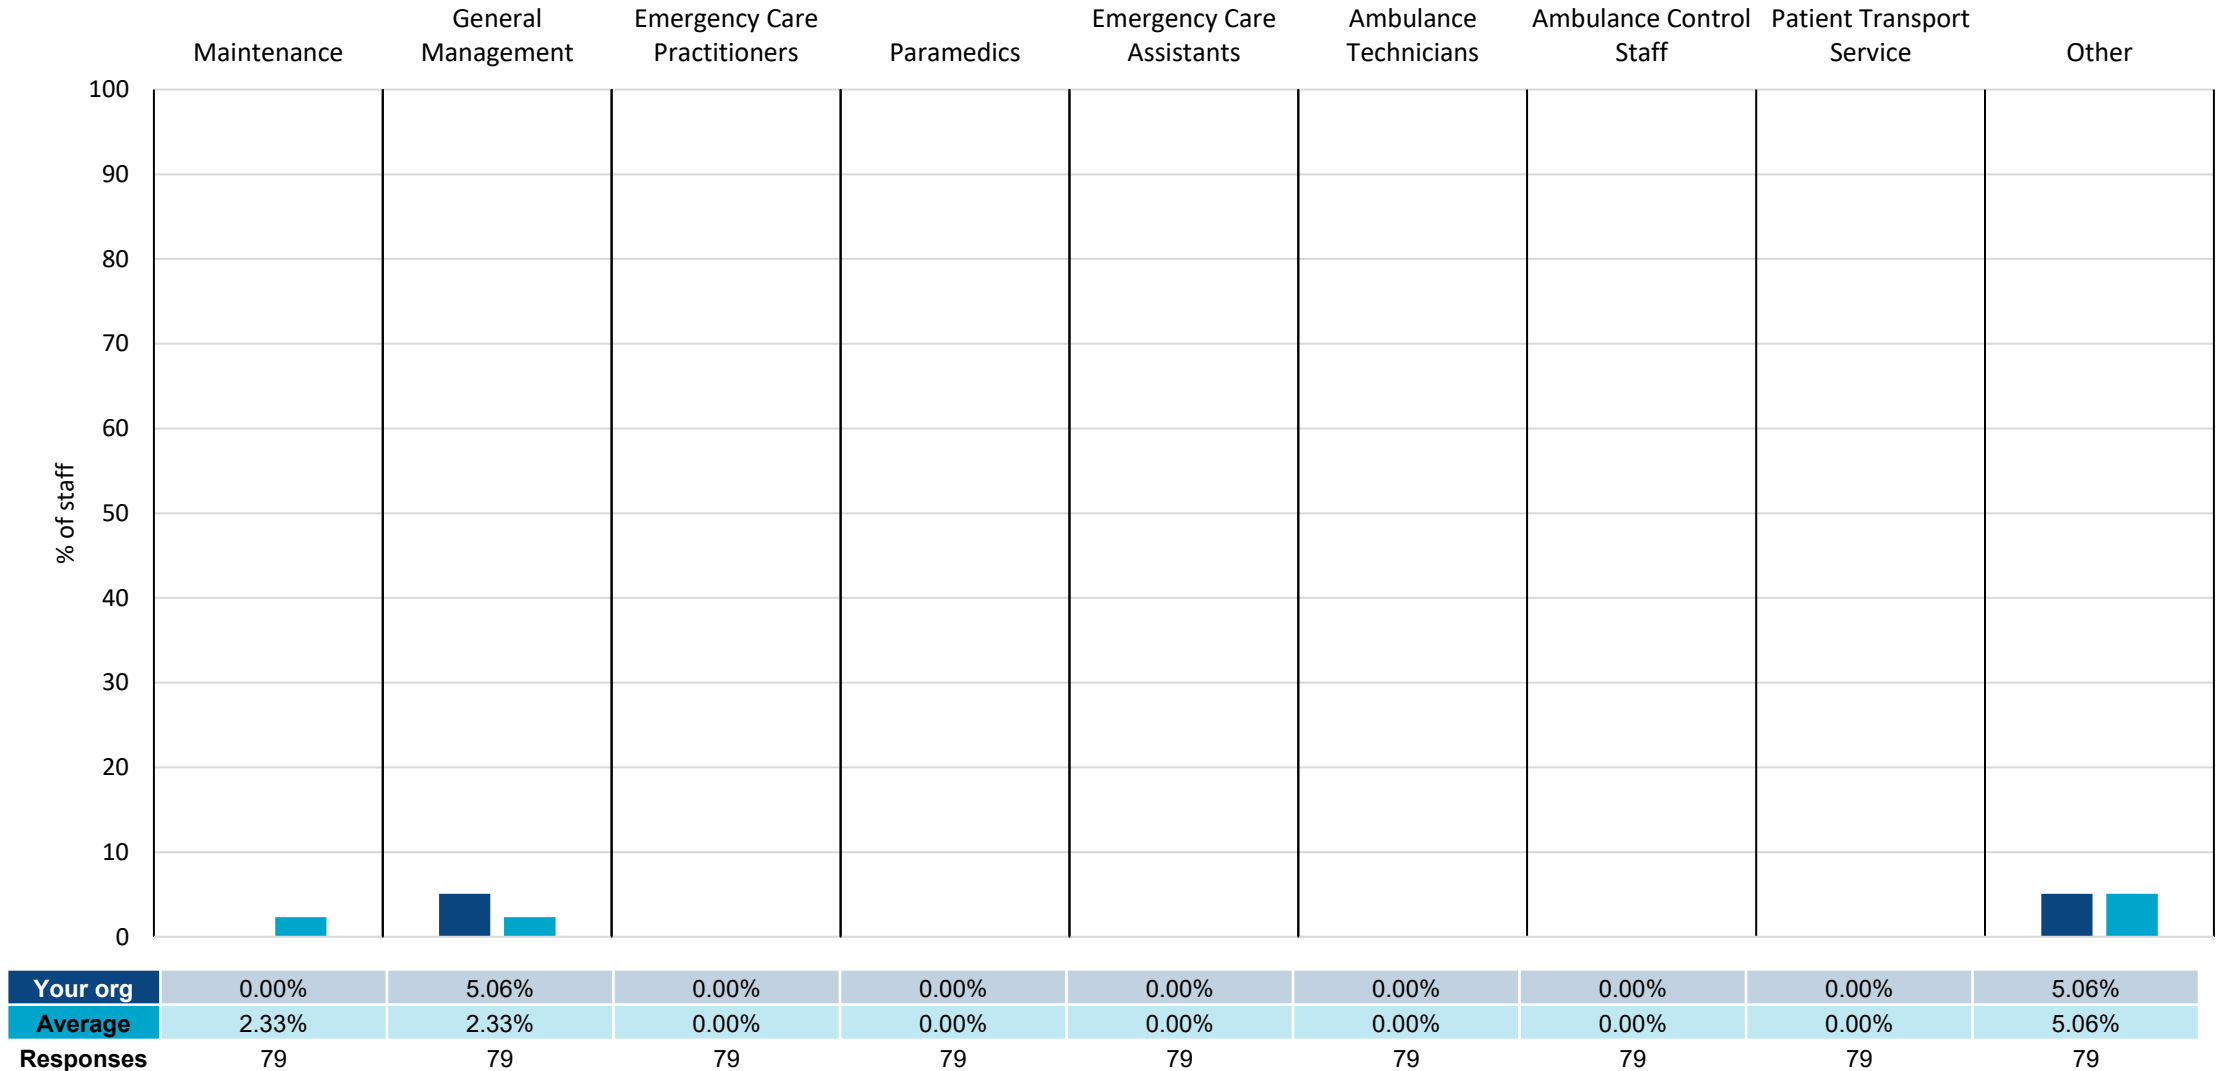 Maintenance
General
Management
Emergency Care
Practitioners
Paramedics
Emergency Care
Assistants
Ambulance
Technicians
Ambulance Control
Staff
Patient Transport
Service
Other
% of staff
100
90
80
70
60
50
40
30
20
10
0
Your org 0.00% 5.06% 0.00% 0.00% 0.00% 0.00% 0.00% 0.00% 5.06%
Average 2.33% 2.33% 0.00% 0.00% 0.00% 0.00% 0.00% 0.00% 5.06%
Responses 79 79 79 79 79 79 79 79 79